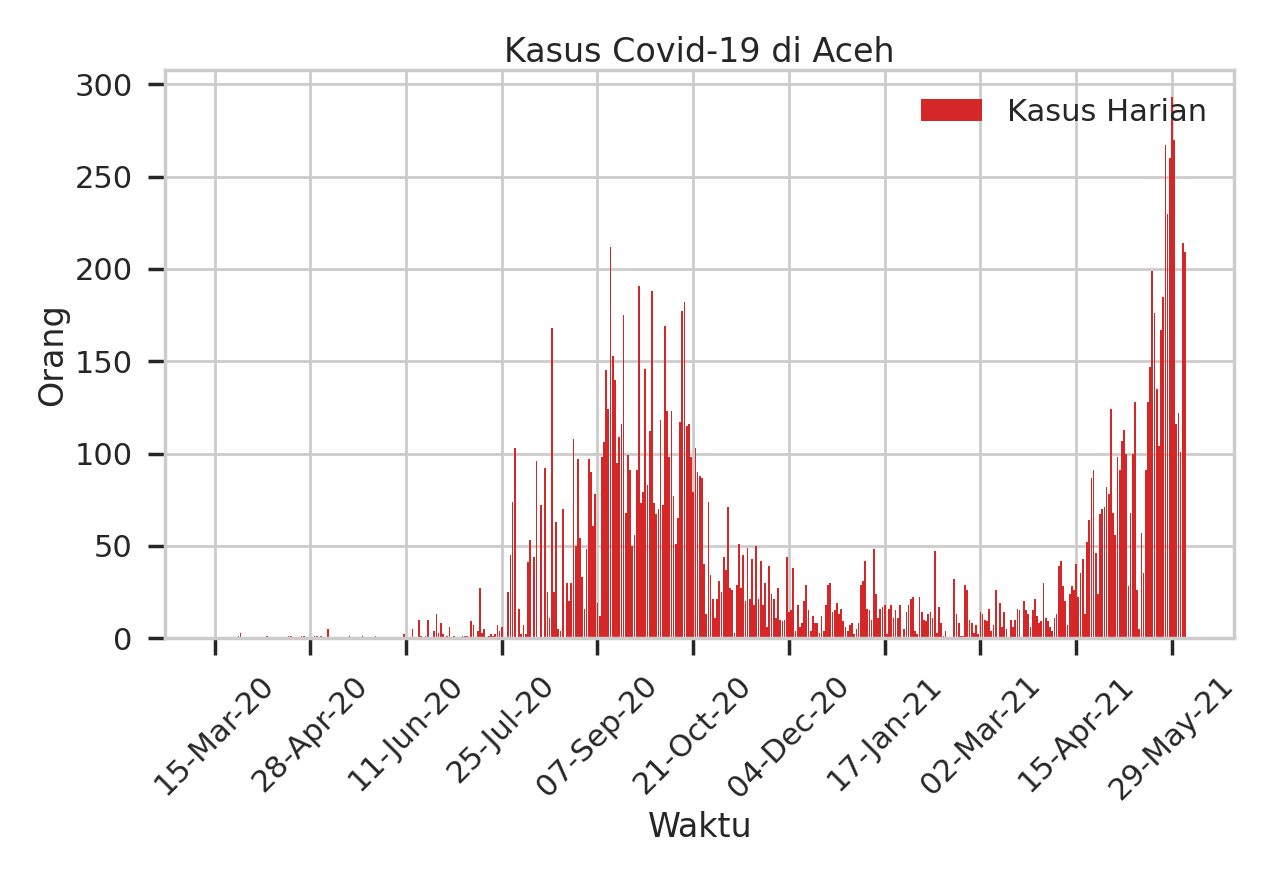 Kasus Covid-19 di Aceh
Kasus Harian
Orang
300
250
200
150
100
50
0
15-Mar-20
28-Apr-20
11-Jun-20
25-Jul-20
07-Sep-20
21-Oct-20
04-Dec-20
17-Jan-21
02-Mar-21
15-Apr-21
29-May-21
Waktu